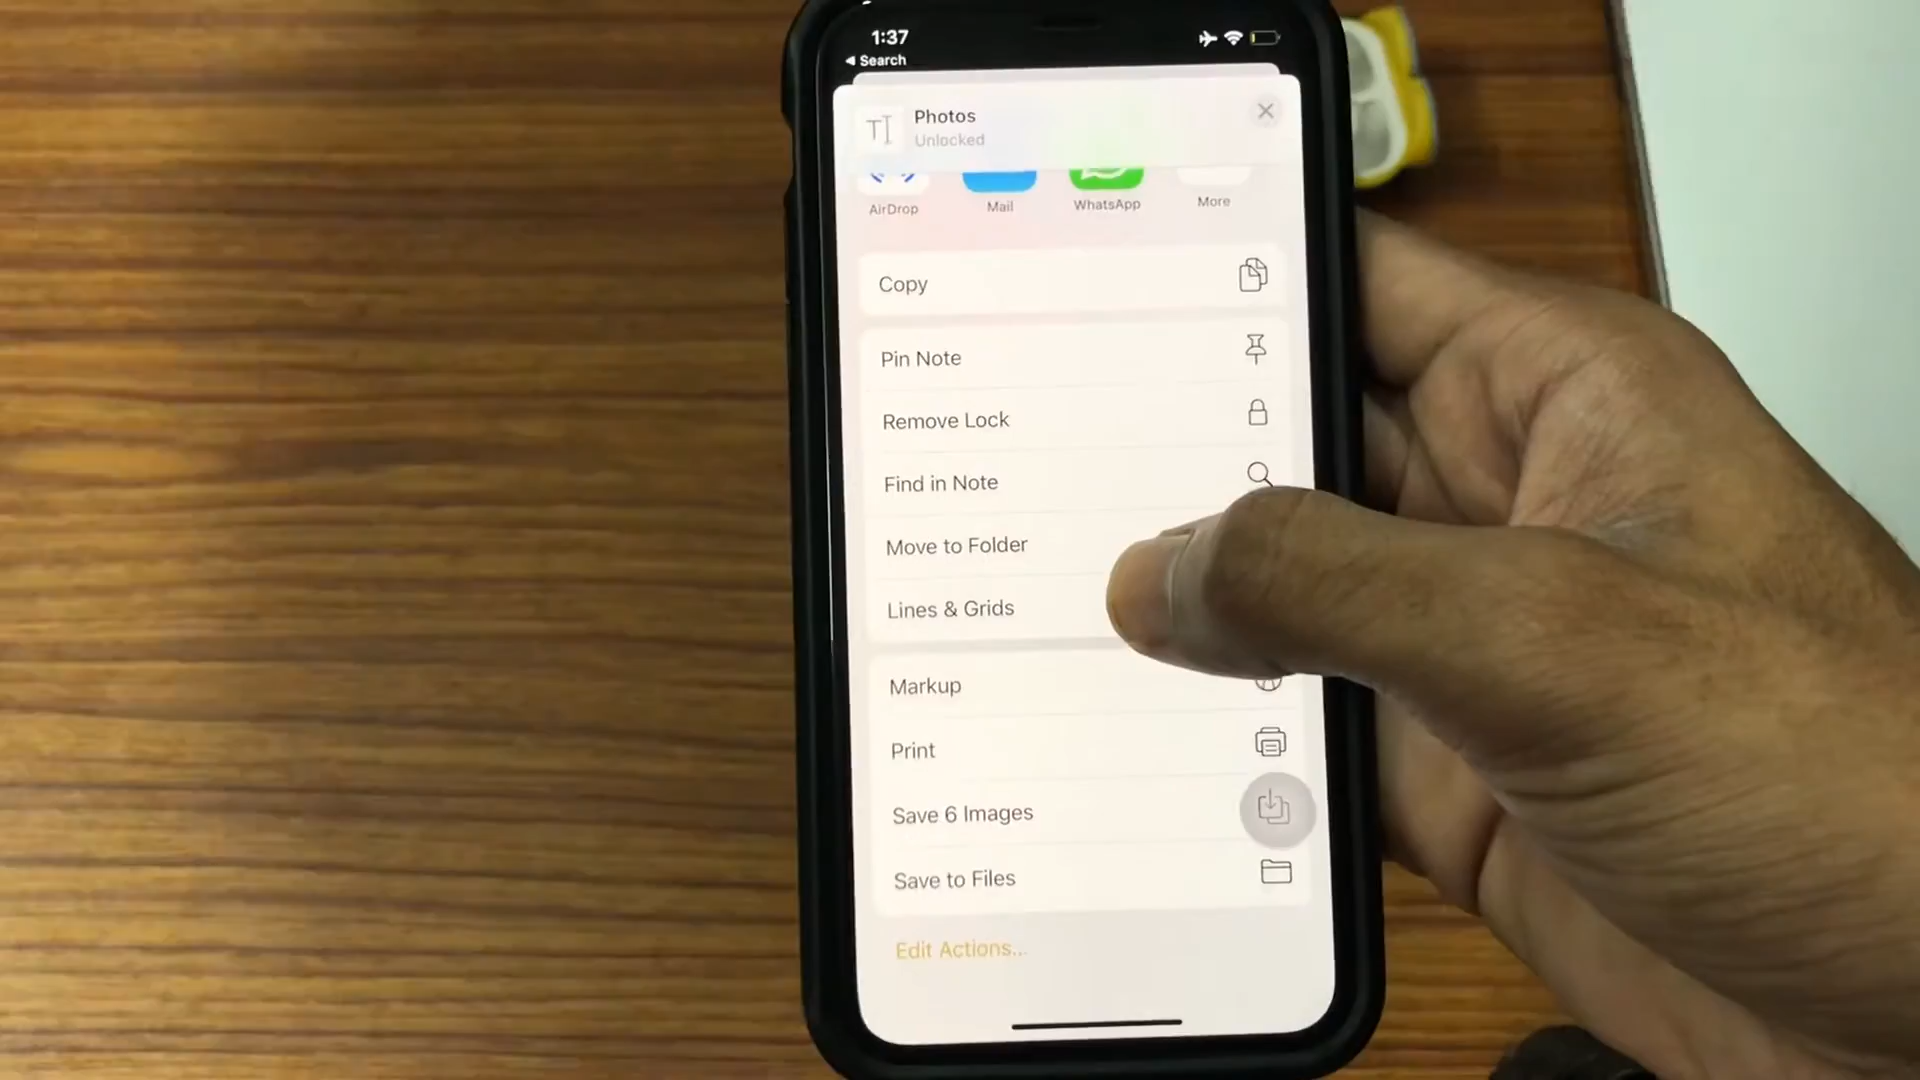 1:37
◀ Search
Photos
Unlocked
AirDrop
Mail
WhatsApp
More
Copy
Pin Note
Remove Lock
Find in Note
Move to Folder
Lines & Grids
Markup
Print
Save 6 Images
Save to Files
Edit Actions...